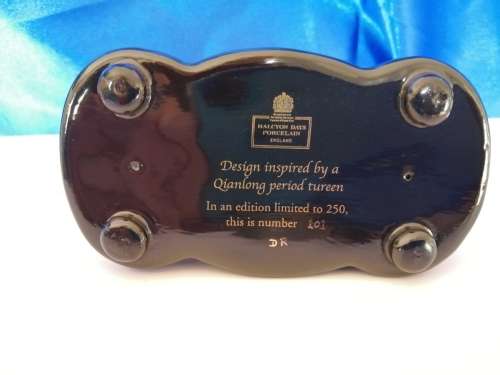 HALCYON DAYS
PORCELAIN
ENGLAND
Design inspired by a
Qianlong period tureen
In an edition limited to 250,
this is number
DR